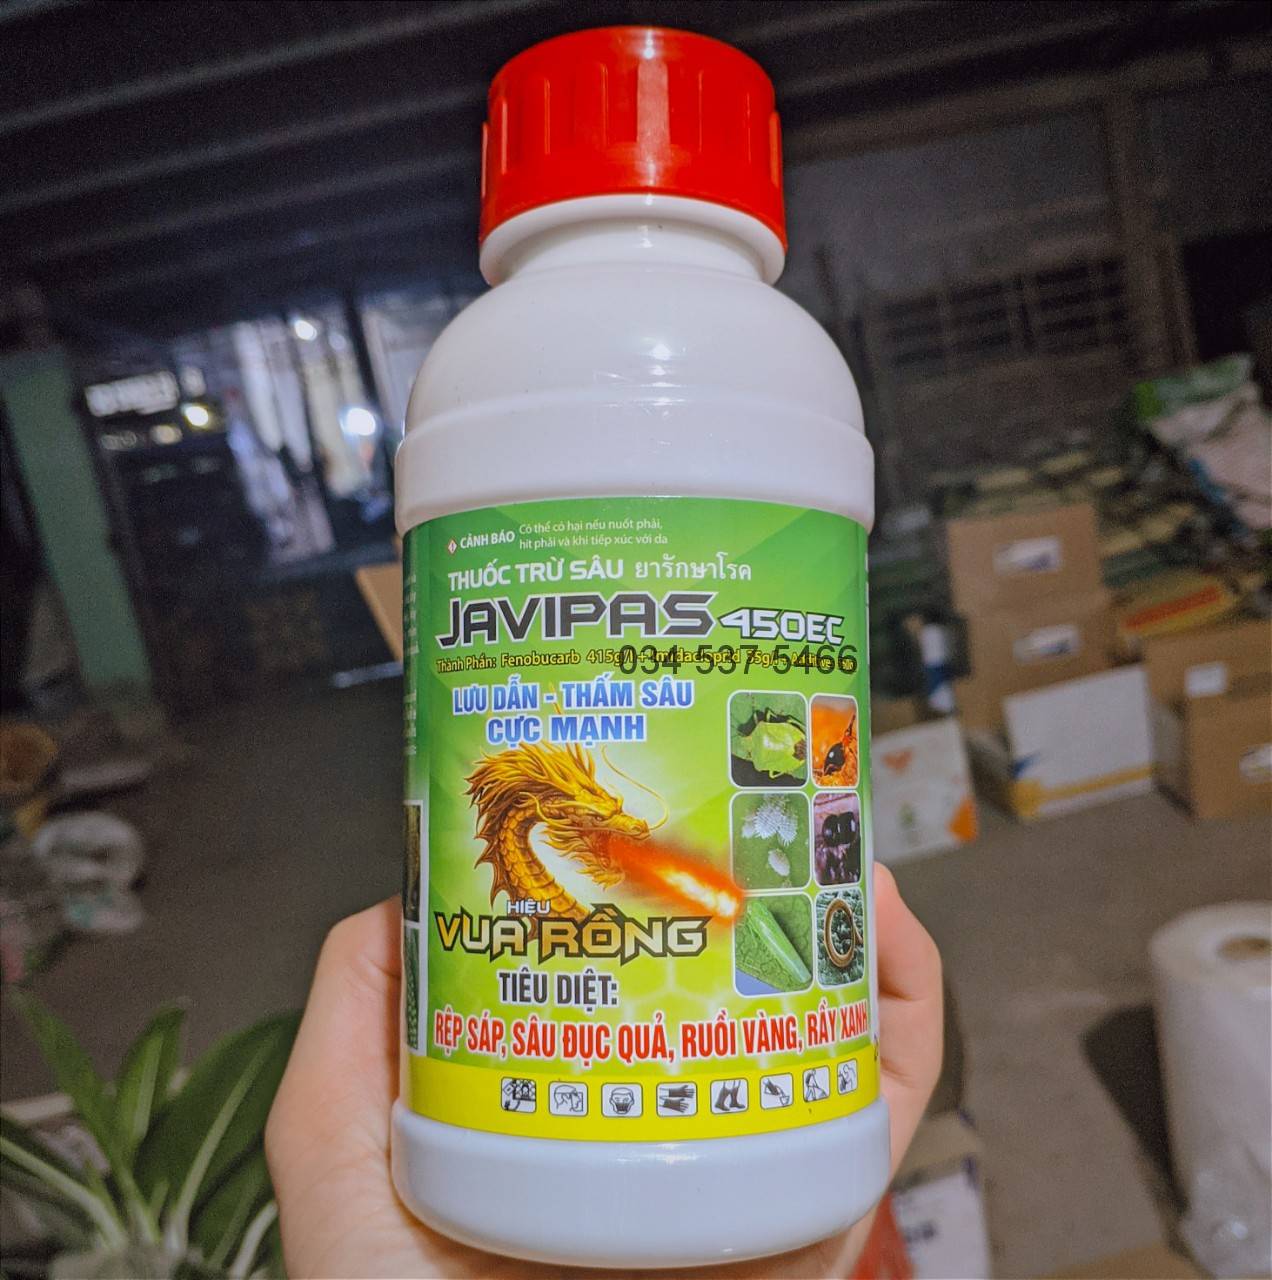 CẢNH BÁO Có thể có hại nếu nuốt phải,
hít phải và khi tiếp xúc với da
THUỐC TRỪ SÂU ยารักษาโรค
JAVIPAS 450EC
Thành Phần: Fenobucarb 415g/l + Imidacloprid 35g/l
034 537 5466
LƯU DẪN - THẤM SÂU
CỰC MẠNH
HIỆU
VUA RỒNG
TIÊU DIỆT:
RỆP SÁP, SÂU ĐỤC QUẢ, RUỒI VÀNG, RẦY XANH